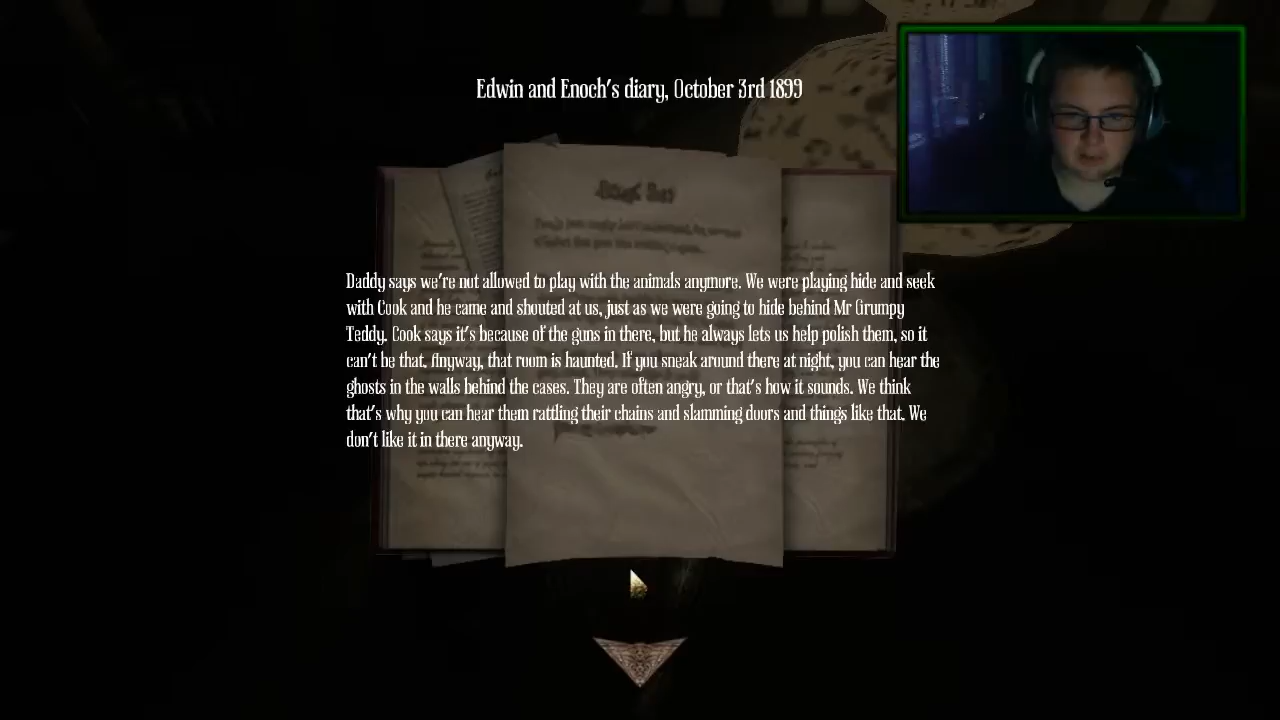 Edwin and Enoch's diary, October 3rd 1899
Daddy says we're not allowed to play with the animals anymore. We were playing hide and seek
with Cook and he came and shouted at us, just as we were going to hide behind Mr Grumpy
Teddy. Cook says it's because of the guns in there, but he always lets us help polish them, so it
can't be that. Anyway, that room is haunted. If you sneak around there at night, you can hear the
ghosts in the walls behind the cases. They are often angry, or that's how it sounds. We think
that's why you can hear them rattling their chains and slamming doors and things like that. We
don't like it in there anyway.